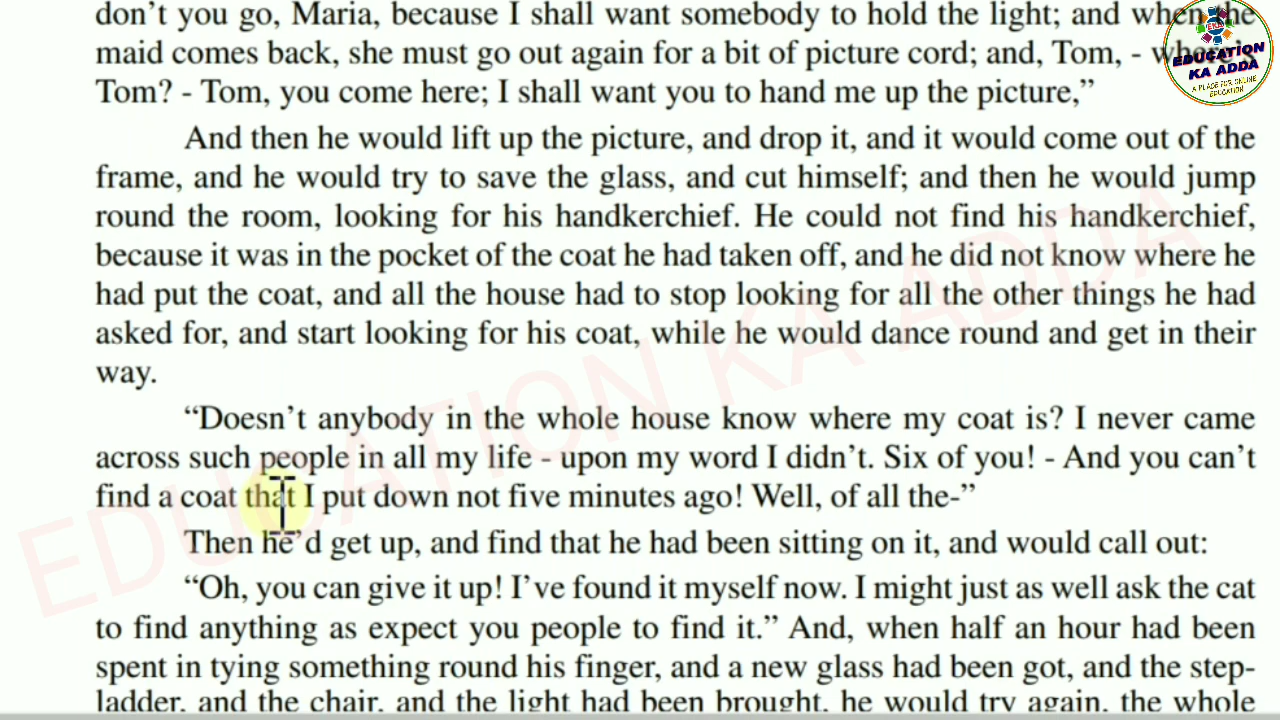 don’t you go, Maria, because I shall want somebody to hold the light; and when the
maid comes back, she must go out again for a bit of picture cord; and, Tom, - where’s
Tom? - Tom, you come here; I shall want you to hand me up the picture,”
And then he would lift up the picture, and drop it, and it would come out of the
frame, and he would try to save the glass, and cut himself; and then he would jump
round the room, looking for his handkerchief. He could not find his handkerchief,
because it was in the pocket of the coat he had taken off, and he did not know where he
had put the coat, and all the house had to stop looking for all the other things he had
asked for, and start looking for his coat, while he would dance round and get in their
way.
“Doesn’t anybody in the whole house know where my coat is? I never came
across such people in all my life - upon my word I didn’t. Six of you! - And you can’t
find a coat that I put down not five minutes ago! Well, of all the-”
Then he’d get up, and find that he had been sitting on it, and would call out:
“Oh, you can give it up! I’ve found it myself now. I might just as well ask the cat
to find anything as expect you people to find it.” And, when half an hour had been
spent in tying something round his finger, and a new glass had been got, and the step-
ladder, and the chair, and the light had been brought, he would try again, the whole
EKA
EDUCATION
KA ADDA
A PLACE FOR ONLINE
EDUCATION
EDUCATION KA ADDA